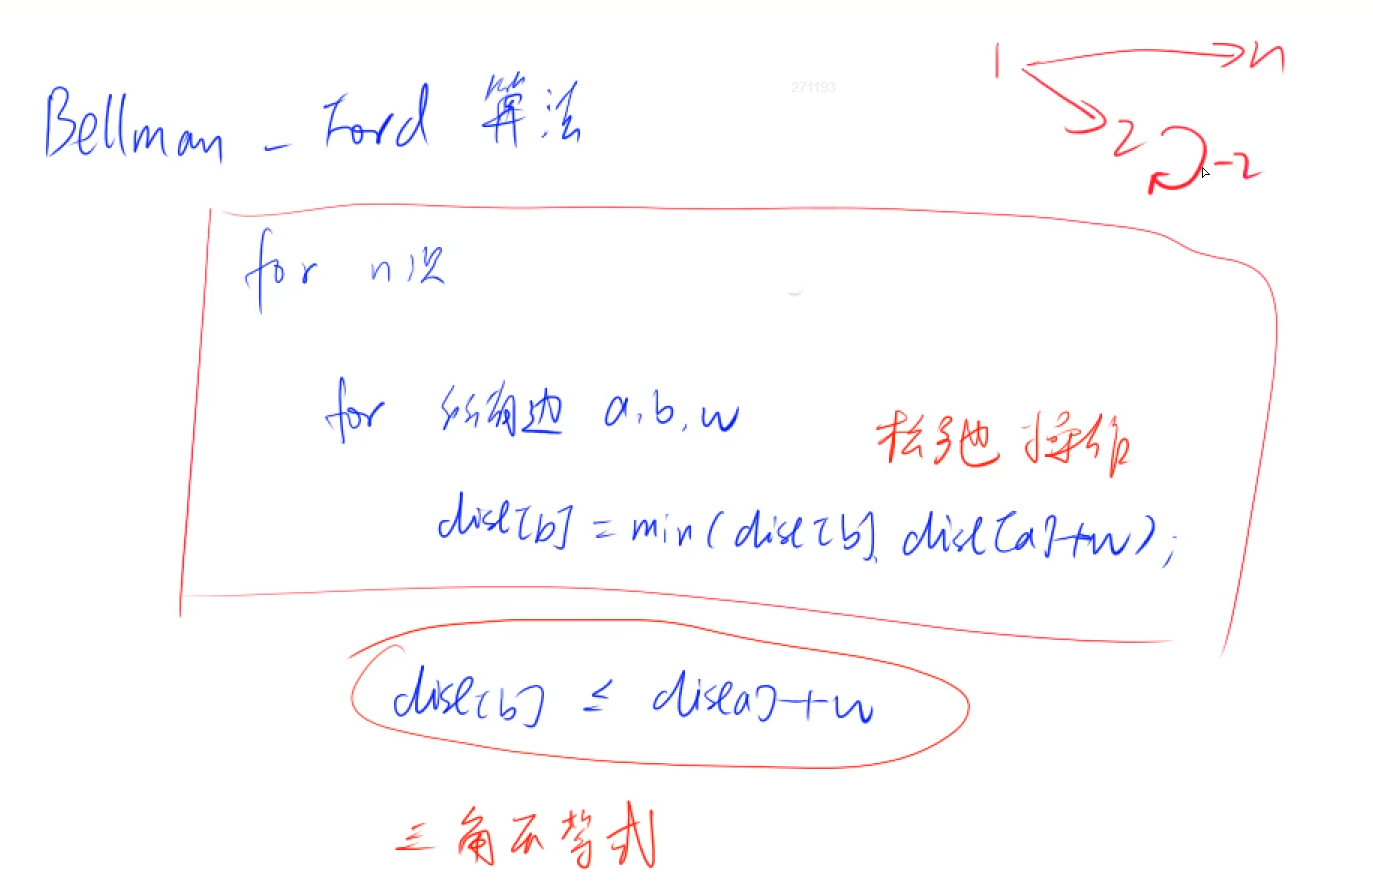 1 → n
271193
Bellman - Ford 算法
2 -2
for n次
for 所有边 a,b,w
松弛操作
dist[b] = min(dist[b], dist[a]+w);
dist[b] ≤ dist[a]+w
三角不等式